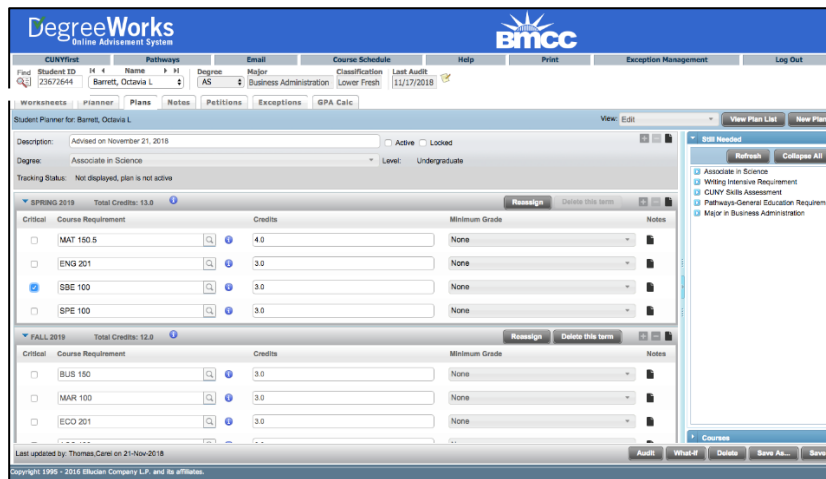 DegreeWorks
Online Advisement System
BMCC
CUNYfirst Pathways Email Course Schedule Help Print Exception Management Log Out
Find Student ID Name Degree Major Classification Last Audit
23672644 Barrett, Octavia L AS Business Administration Lower Fresh 11/17/2018
Worksheets Planner Plans Notes Petitions Exceptions GPA Calc
Student Planner for: Barrett, Octavia L View: Edit View Plan List New Plan
Description: Advised on November 21, 2018 Active Locked
Degree: Associate in Science Level: Undergraduate
Tracking Status: Not displayed, plan is not active
Still Needed
Refresh Collapse All
Associate in Science
Writing Intensive Requirement
CUNY Skills Assessment
Pathways-General Education Requirem
Major in Business Administration
SPRING 2019 Total Credits: 13.0 Reassign Delete this term
Critical Course Requirement Credits Minimum Grade Notes
MAT 150.5 4.0 None
ENG 201 3.0 None
SBE 100 3.0 None
SPE 100 3.0 None
FALL 2019 Total Credits: 12.0 Reassign Delete this term
Critical Course Requirement Credits Minimum Grade Notes
BUS 150 3.0 None
MAR 100 3.0 None
ECO 201 3.0 None
Courses
Last updated by: Thomas,Carei on 21-Nov-2018 Audit What-If Delete Save As... Save
Copyright 1995 - 2016 Ellucian Company L.P. and its affiliates.